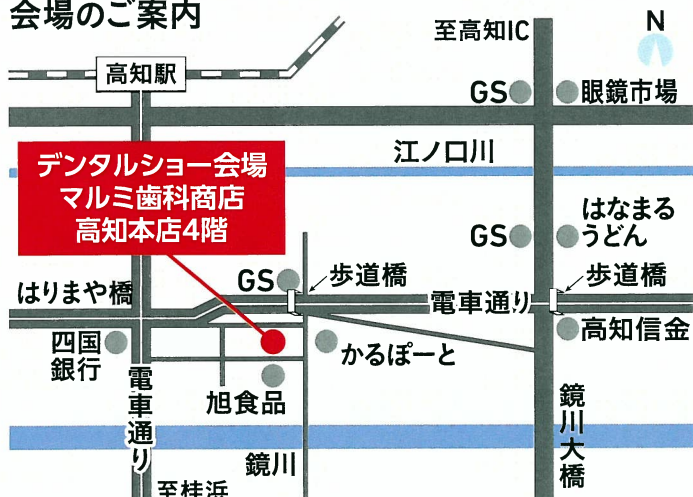 会場のご案内
至高知IC
N
高知駅
GS
眼鏡市場
デンタルショー会場
マルミ歯科商店
高知本店4階
江ノ口川
GS
はなまる
うどん
GS
歩道橋
歩道橋
はりまや橋
電車通り
四国
銀行
高知信金
かるぽーと
電車通り
旭食品
鏡川大橋
鏡川
至桂浜